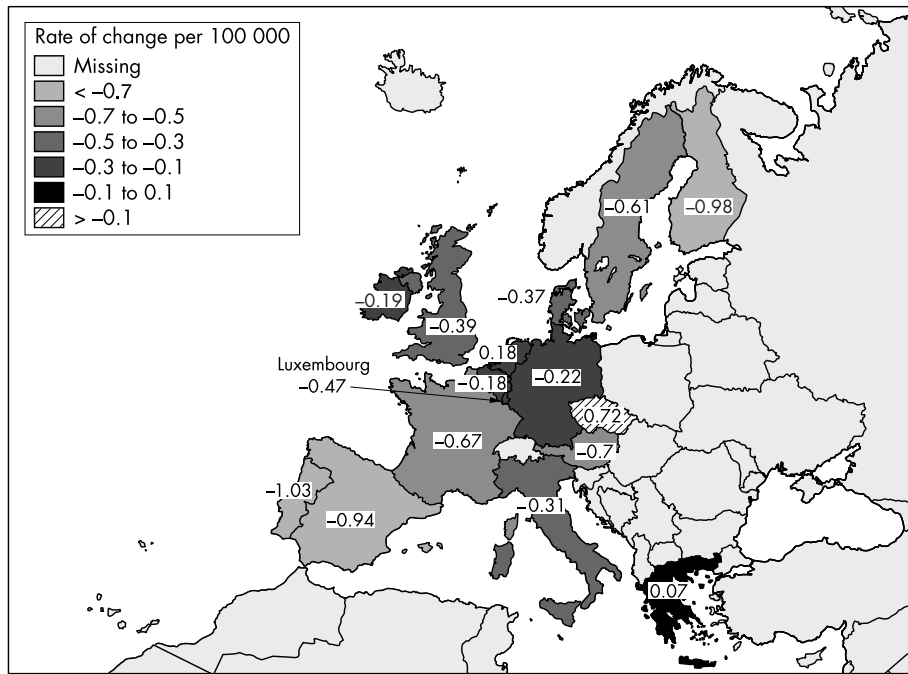 Rate of change per 100 000
Missing
< –0.7
–0.7 to –0.5
–0.5 to –0.3
–0.3 to –0.1
–0.1 to 0.1
> –0.1
–0.61
–0.98
–0.37
–0.19
–0.39
0.18
Luxembourg
–0.47
–0.18
–0.22
0.72
–0.67
–0.7
–1.03
–0.31
–0.94
0.07